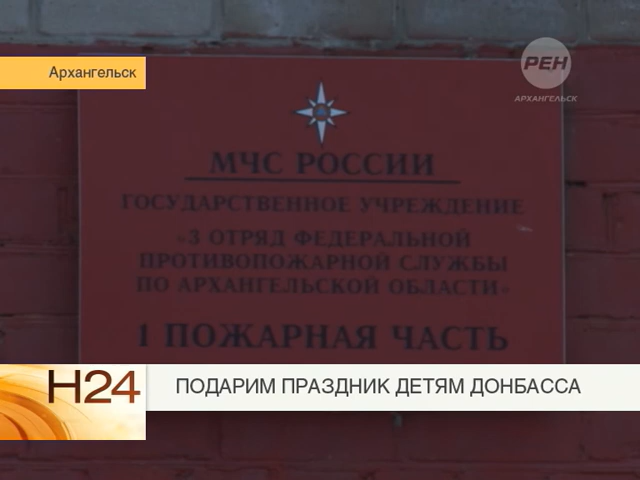 Архангельск
РЕН
АРХАНГЕЛЬСК
МЧС РОССИИ
ГОСУДАРСТВЕННОЕ УЧРЕЖДЕНИЕ
«3 ОТРЯД ФЕДЕРАЛЬНОЙ
ПРОТИВОПОЖАРНОЙ СЛУЖБЫ
ПО АРХАНГЕЛЬСКОЙ ОБЛАСТИ»
1 ПОЖАРНАЯ ЧАСТЬ
Н24
ПОДАРИМ ПРАЗДНИК ДЕТЯМ ДОНБАССА